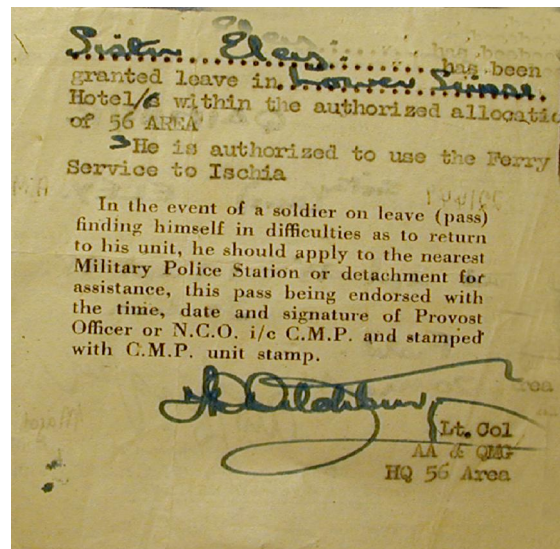 Sister Eley has been
granted leave in Lower Suisse
Hotel/s within the authorized allocatio
of 56 AREA
sHe is authorized to use the Ferry
Service to Ischia
In the event of a soldier on leave (pass)
finding himself in difficulties as to return
to his unit, he should apply to the nearest
Military Police Station or detachment for
assistance, this pass being endorsed with
the time, date and signature of Provost
Officer or N.C.O. i/c C.M.P. and stamped
with C.M.P. unit stamp.
Lt. Col
AA & QMG
HQ 56 Area